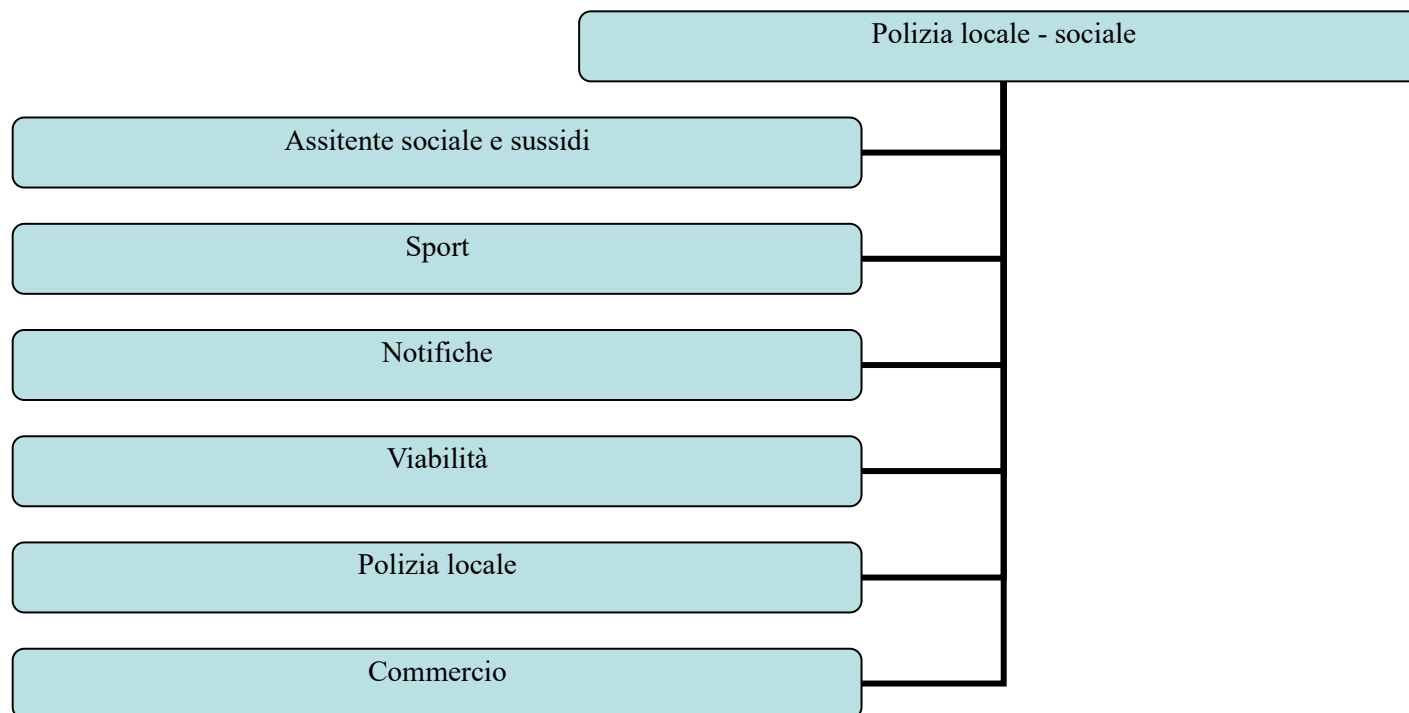 Polizia locale - sociale
Assitente sociale e sussidi
Sport
Notifiche
Viabilità
Polizia locale
Commercio